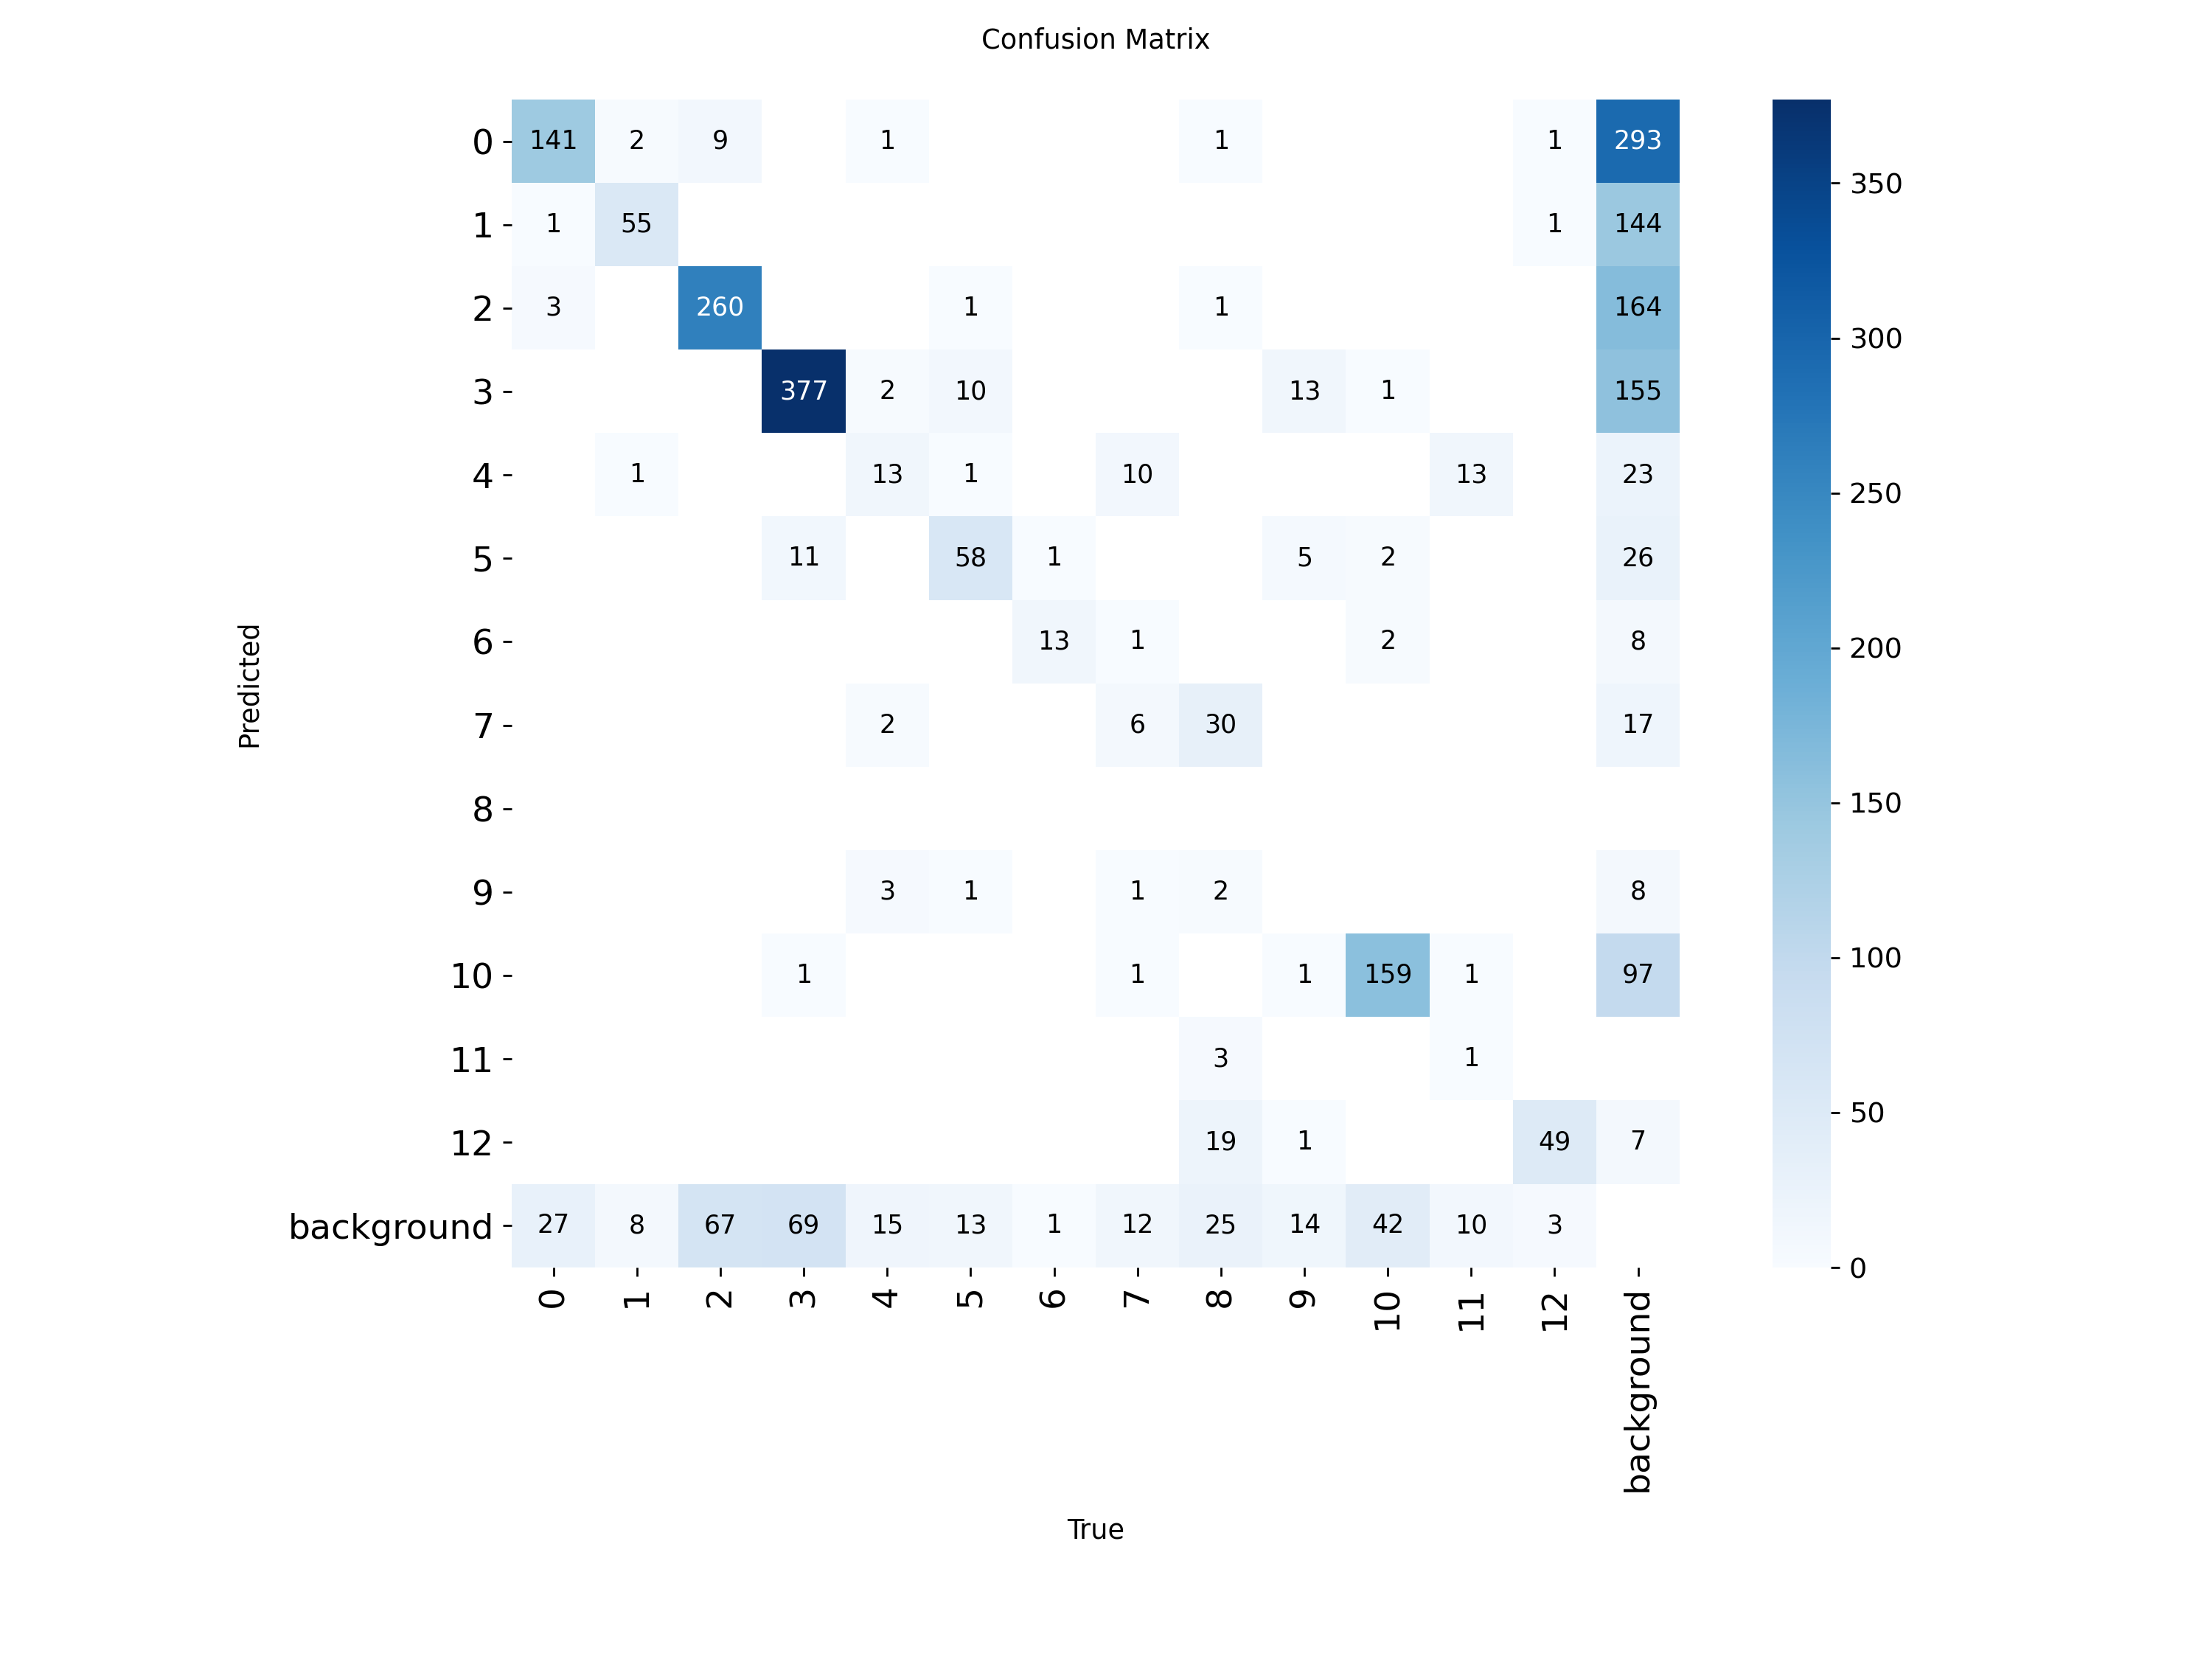 Confusion Matrix
0 141 2 9 1 1 1 293
1 1 55 1 144
2 3 260 1 1 164
3 377 2 10 13 1 155
4 1 13 1 10 13 23
5 11 58 1 5 2 26
6 13 1 2 8
7 2 6 30 17
8
9 3 1 1 2 8
10 1 1 1 159 1 97
11 3 1
12 19 1 49 7
background 27 8 67 69 15 13 1 12 25 14 42 10 3
0 1 2 3 4 5 6 7 8 9 10 11 12 background
Predicted
True
350
300
250
200
150
100
50
0